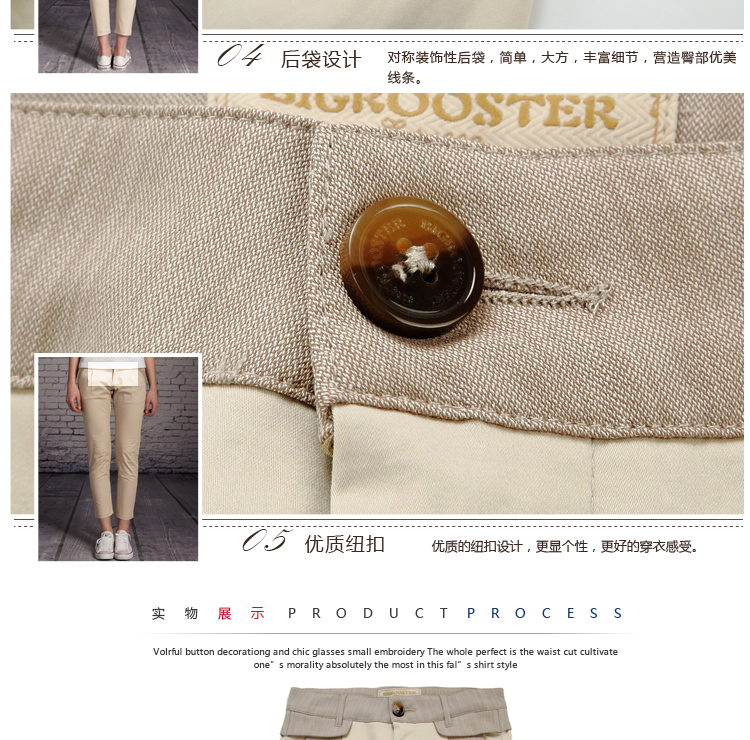 04 后袋设计 对称装饰性后袋，简单，大方，丰富细节，营造臀部优美
线条。
BIGROOSTER
05 优质纽扣 优质的纽扣设计，更显个性，更好的穿衣感受。
实物展示 PRODUCT PROCESS
Volrful button decorationg and chic glasses small embroidery The whole perfect is the waist cut cultivate
one”s morality absolutely the most in this fal”s shirt style
BIGROOSTER